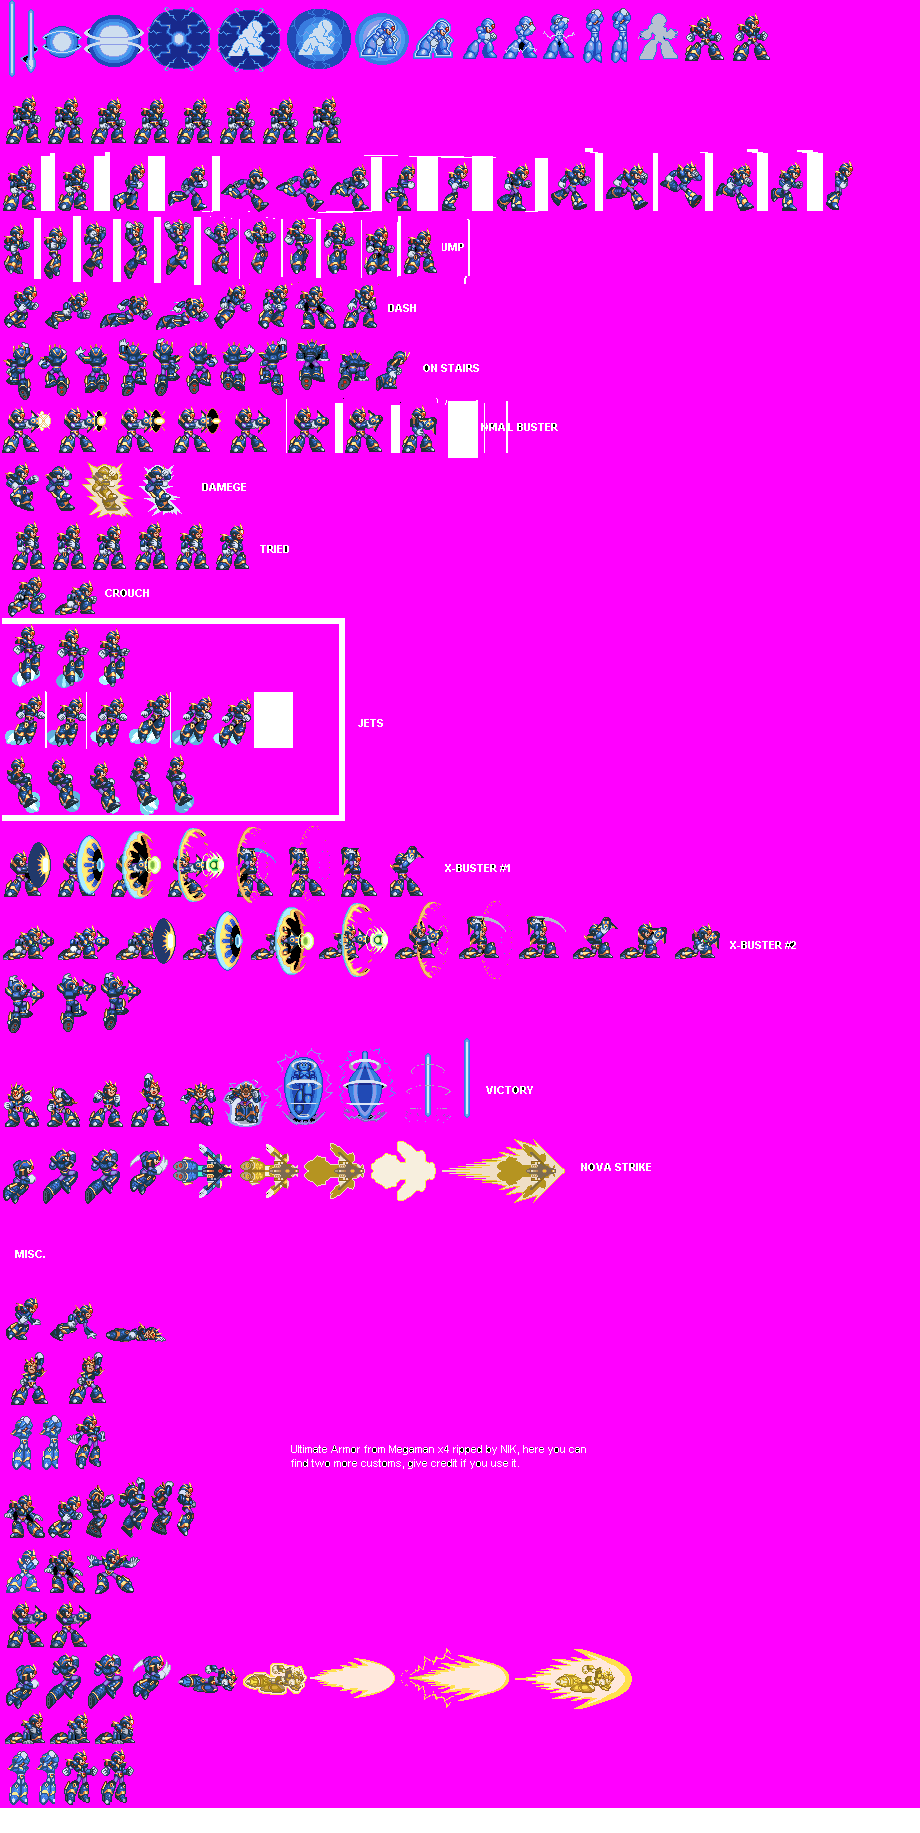 UMP
DASH
ON STAIRS
RMAL BUSTER
DAMEGE
TRIED
CROUCH
JETS
X-BUSTER #1
X-BUSTER #2
VICTORY
NOVA STRIKE
MISC.
Ultimate Armor from Megaman x4 ripped by NIK, here you can
find two more customs, give credit if you use it.